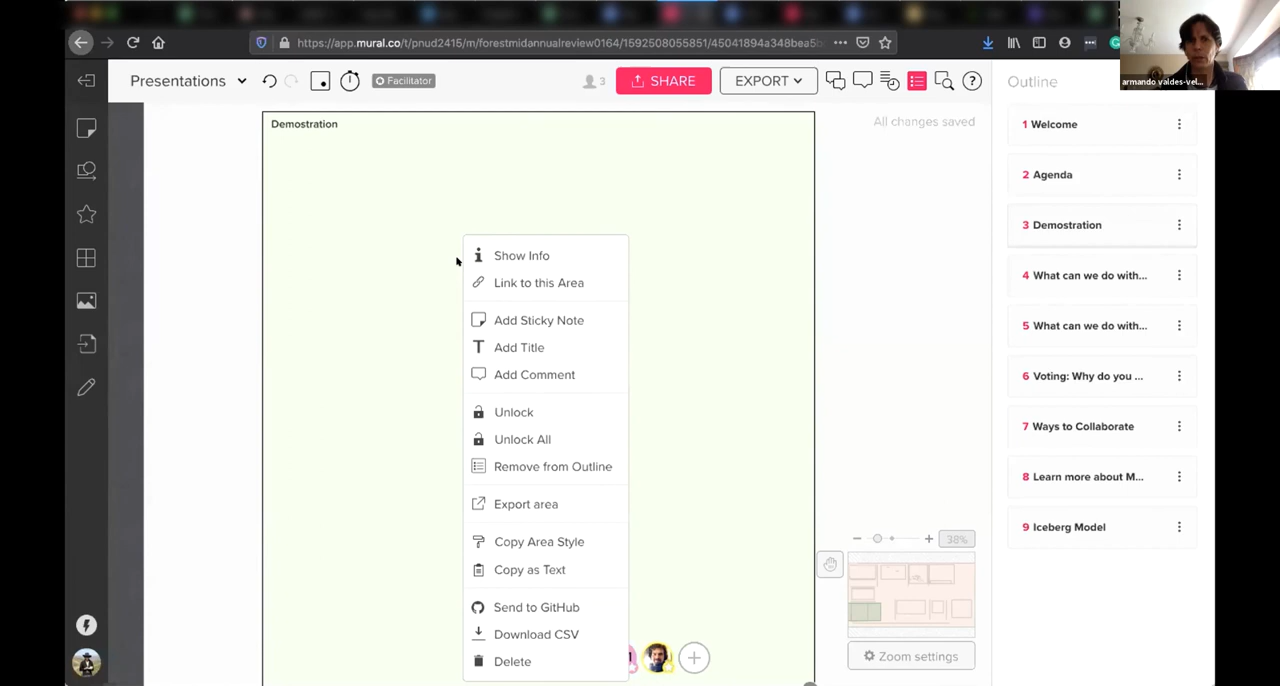 https://app.mural.co/t/pnud2415/m/forestmidannualreview0164/1592508055851/45041894a348bea5b
armando valdes-vel...
Presentations
Facilitator
3
SHARE
EXPORT
Outline
Demostration
All changes saved
1 Welcome
2 Agenda
3 Demostration
4 What can we do with...
5 What can we do with...
6 Voting: Why do you ...
7 Ways to Collaborate
8 Learn more about M...
9 Iceberg Model
Show Info
Link to this Area
Add Sticky Note
Add Title
Add Comment
Unlock
Unlock All
Remove from Outline
Export area
Copy Area Style
Copy as Text
Send to GitHub
Download CSV
Delete
38%
Zoom settings